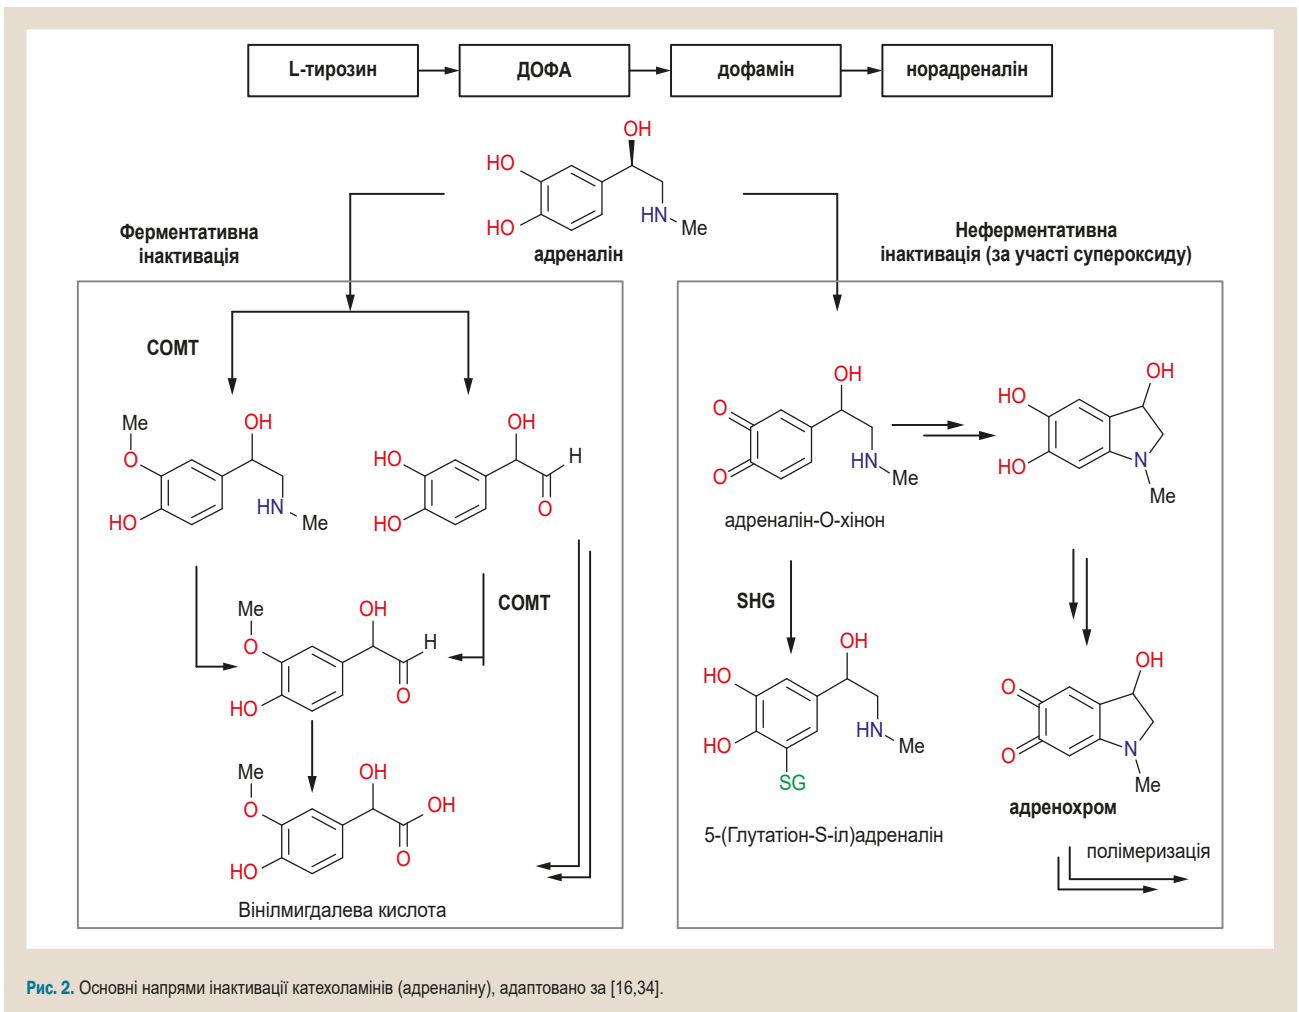 L-тирозин
ДОФА
дофамін
норадреналін
OH
HO
HO
HN
Me
адреналін
Ферментативна
інактивація
Неферментативна
інактивація (за участі супероксиду)
COMT
Me
O
OH
HO
HN
Me
OH
HO
HO
H
O
COMT
Me
O
OH
H
HO
O
Me
O
OH
OH
HO
O
Вінілмигдалева кислота
OH
O
O
HN
Me
адреналін-О-хінон
OH
HO
HO
N
Me
SHG
OH
HO
HO
HN
Me
SG
5-(Глутатіон-S-іл)адреналін
OH
O
O
N
Me
адренохром
полімеризація
Рис. 2. Основні напрями інактивації катехоламінів (адреналіну), адаптовано за [16,34].